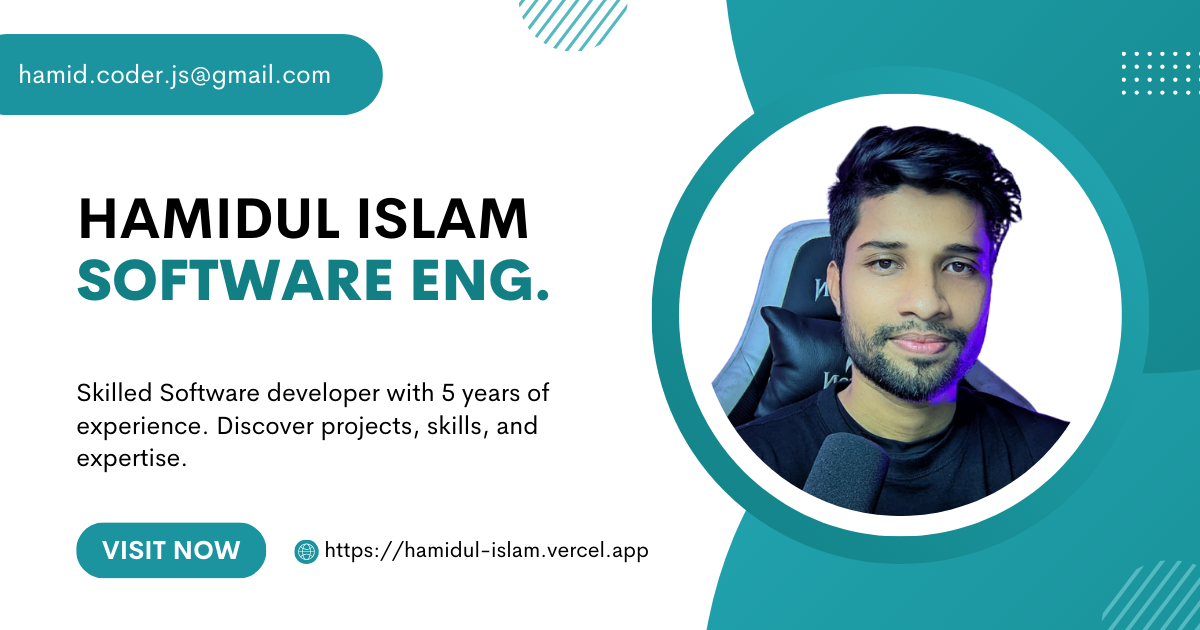 hamid.coder.js@gmail.com
HAMIDUL ISLAM
SOFTWARE ENG.
Skilled Software developer with 5 years of
experience. Discover projects, skills, and
expertise.
VISIT NOW
https://hamidul-islam.vercel.app